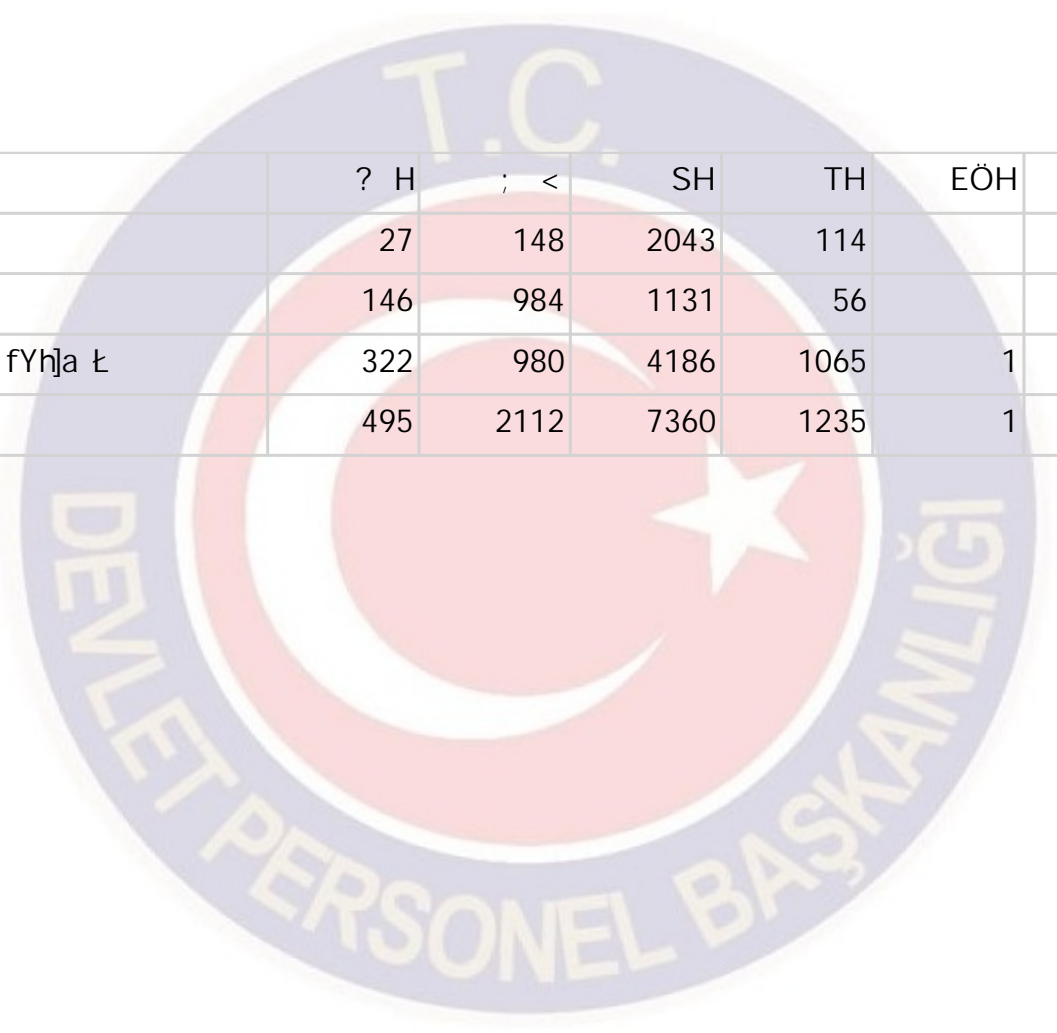 T.C.
? H ; < SH TH EÖH
27 148 2043 114
146 984 1131 56
fYh]a Ł 322 980 4186 1065 1
495 2112 7360 1235 1
DEVLET PERSONEL BAŞKANLIĞI